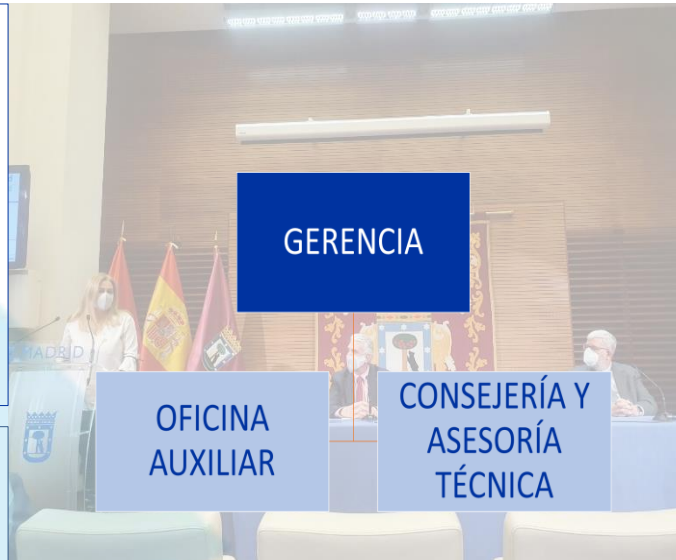 GERENCIA
MADRID
OFICINA
AUXILIAR
CONSEJERÍA Y
ASESORÍA
TÉCNICA